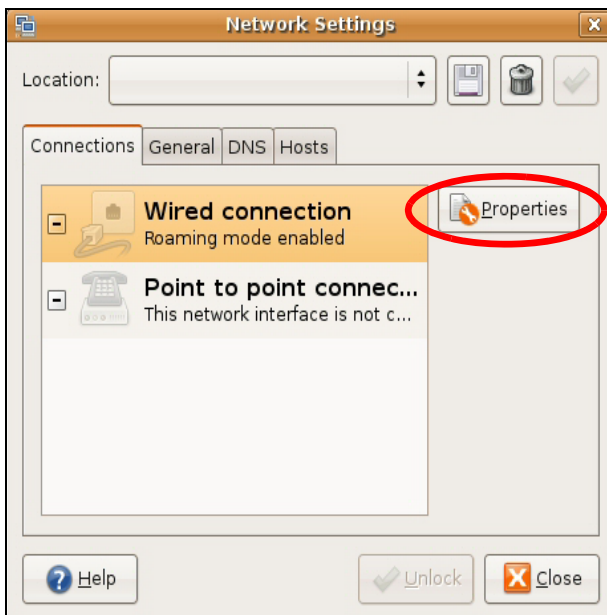 Network Settings
Location:
Connections General DNS Hosts
Wired connection
Roaming mode enabled
Properties
Point to point connec...
This network interface is not c...
Help Unlock Close